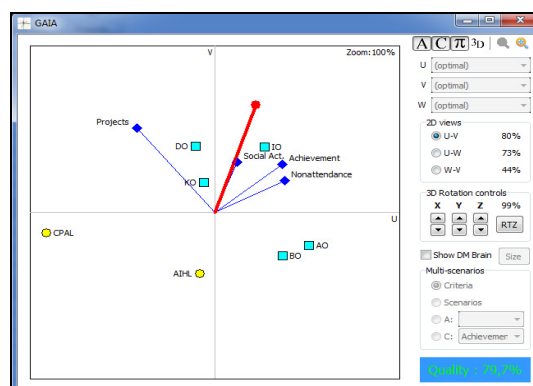 GAIA
V
Zoom: 100%
Projects
DO
IO
Social Act.
Achievement
Nonattendance
KO
U
CPAL
AO
BO
AIHL
A C π 3D
U (optimal)
V (optimal)
W (optimal)
2D views
U-V 80%
U-W 73%
W-V 44%
3D Rotation controls
X Y Z 99%
RTZ
Show DM Brain Size
Multi-scenarios
Criteria
Scenarios
A:
C: Achievemer
Quality : 79,7%